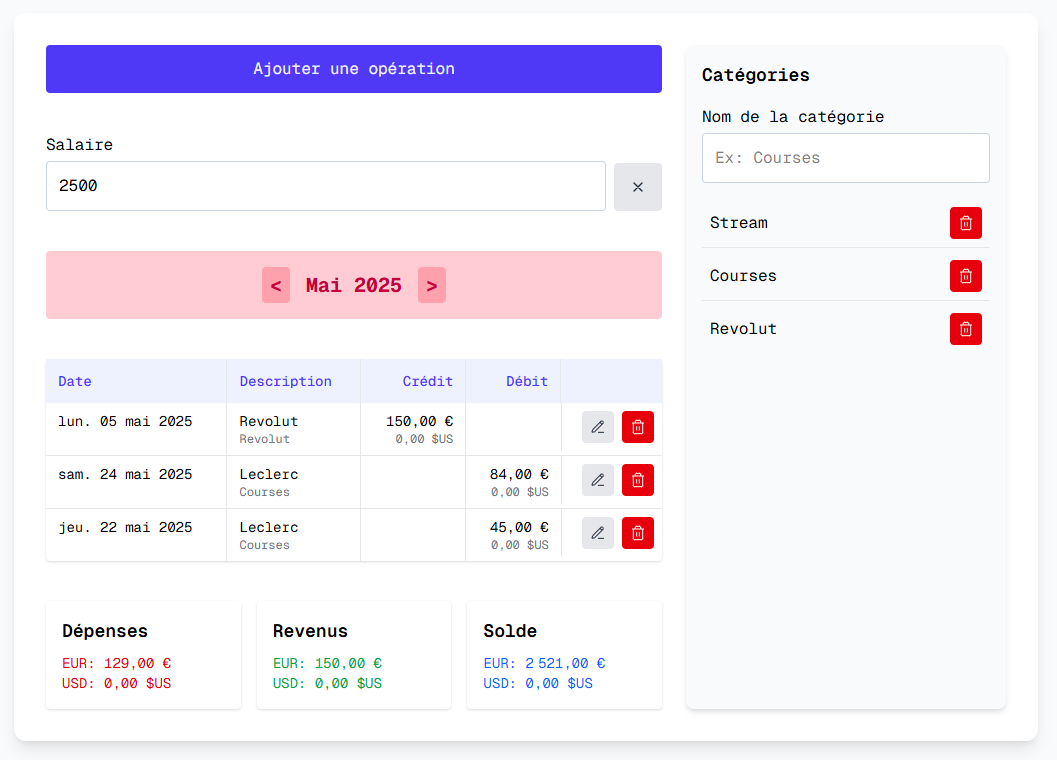 Ajouter une opération
Salaire
2500
< Mai 2025 >
Date Description Crédit Débit
lun. 05 mai 2025 Revolut 150,00 €
Revolut 0,00 $US
sam. 24 mai 2025 Leclerc 84,00 €
Courses 0,00 $US
jeu. 22 mai 2025 Leclerc 45,00 €
Courses 0,00 $US
Dépenses
EUR: 129,00 €
USD: 0,00 $US
Revenus
EUR: 150,00 €
USD: 0,00 $US
Solde
EUR: 2 521,00 €
USD: 0,00 $US
Catégories
Nom de la catégorie
Ex: Courses
Stream
Courses
Revolut